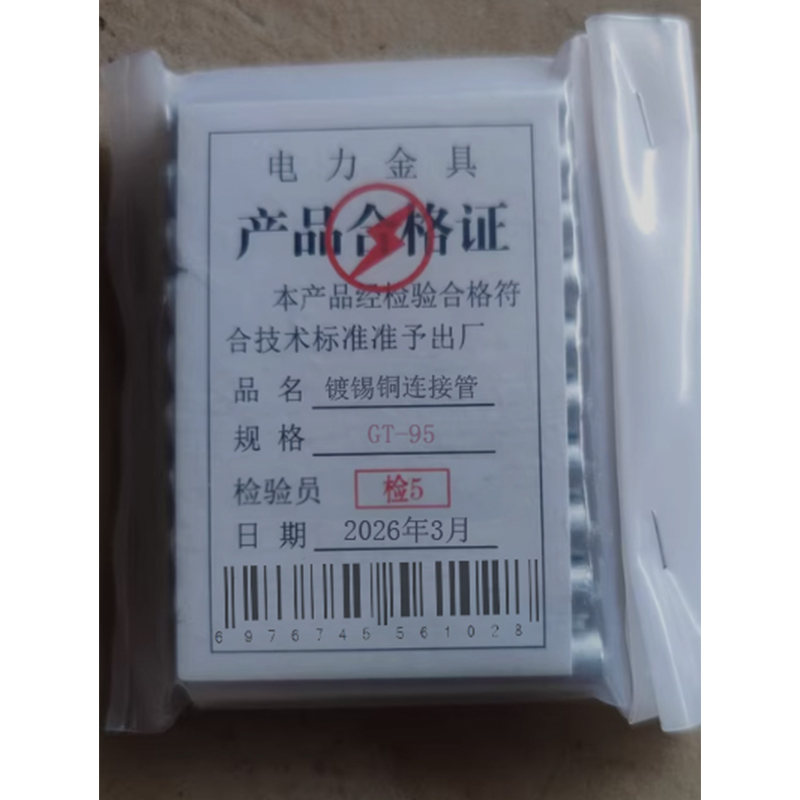 电力金具
产品合格证
本产品经检验合格符
合技术标准准予出厂
品名 镀锡铜连接管
规格 GT-95
检验员 检5
日期 2026年3月
6976745561028